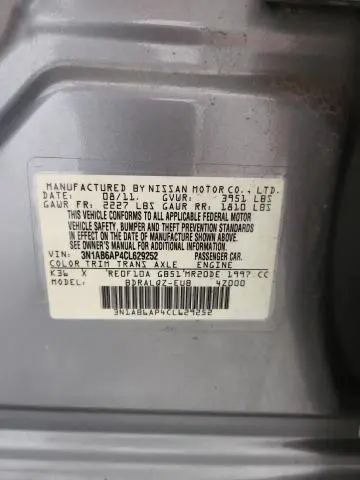 MANUFACTURED BY NISSAN MOTOR CO., LTD.
DATE: 08/11. GVWR: 3951 LBS
GAWR FR: 2227 LBS GAWR RR: 1810 LBS
THIS VEHICLE CONFORMS TO ALL APPLICABLE FEDERAL MOTOR
VEHICLE SAFETY, BUMPER AND THEFT PREVENTION STANDARDS
IN EFFECT ON THE DATE OF MANUFACTURE SHOWN ABOVE.
SEE OWNER'S MANUAL FOR ADDITIONAL INFORMATION.
VIN: 3N1AB6AP4CL629252 PASSENGER CAR
COLOR TRIM TRANS AXLE ENGINE
K36 X RE0F10A GB51 MR20DE 1997 CC
BDRALQZ-EUB 4Z000
3N1AB6AP4CL629252